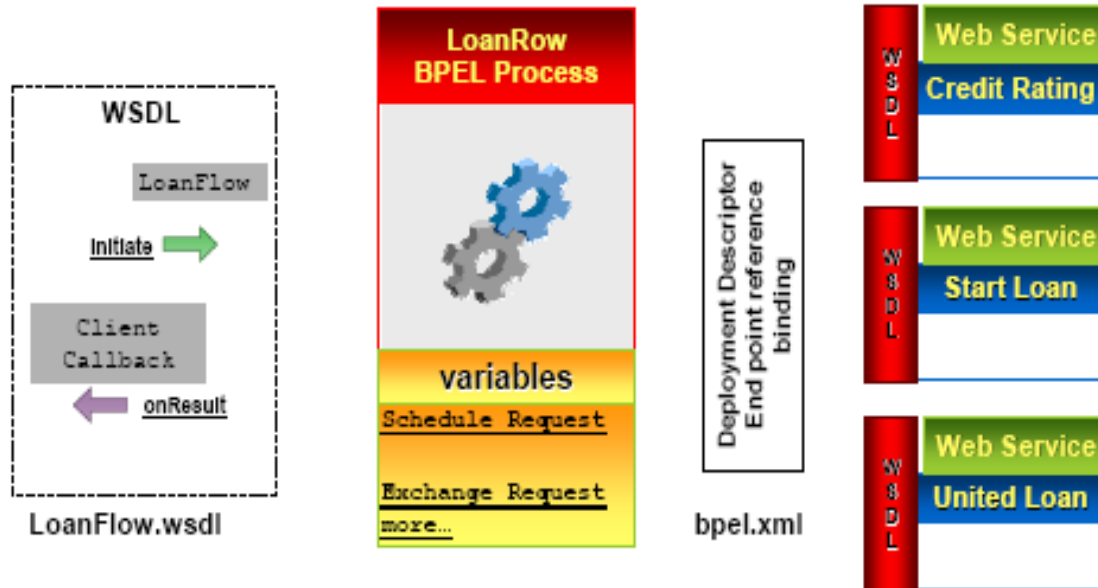 WSDL
LoanFlow
Initiate
Client
Callback
onResult
LoanFlow.wsdl
LoanRow
BPEL Process
variables
Schedule Request
Exchange Request
more...
Deployment Descriptor
End point reference
binding
bpel.xml
WSDL
Web Service
Credit Rating
WSDL
Web Service
Start Loan
WSDL
Web Service
United Loan